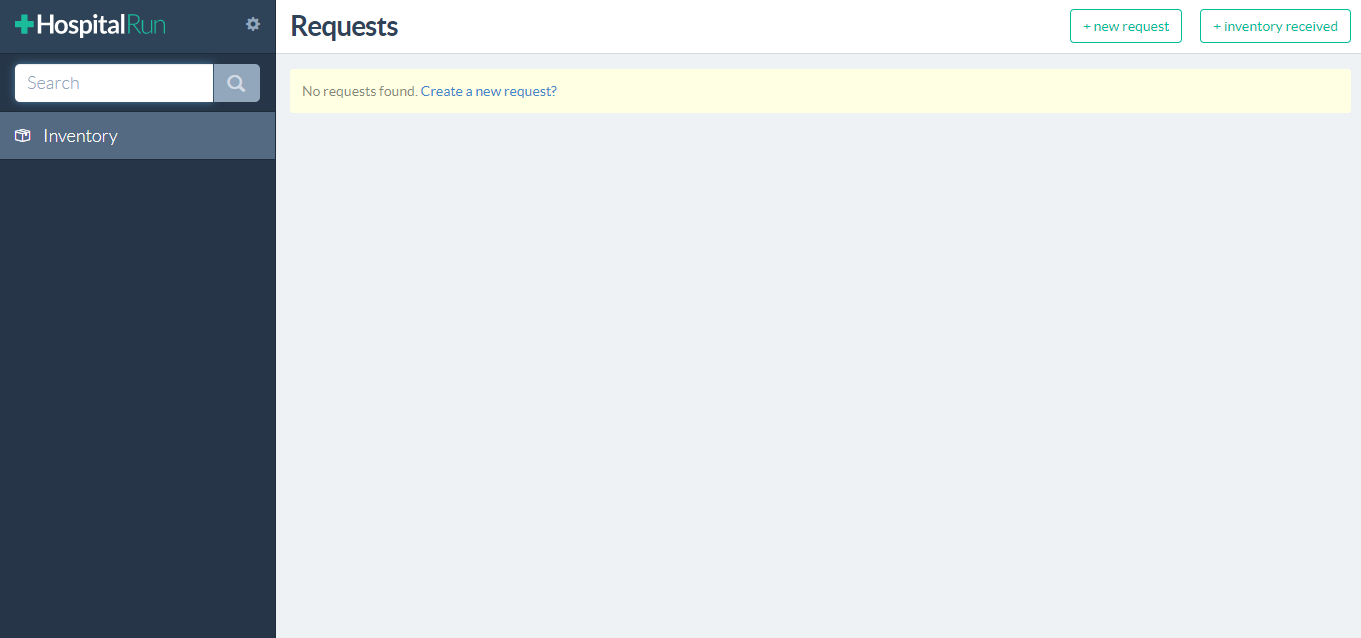 HospitalRun
Requests
+ new request
+ inventory received
Search
No requests found. Create a new request?
Inventory